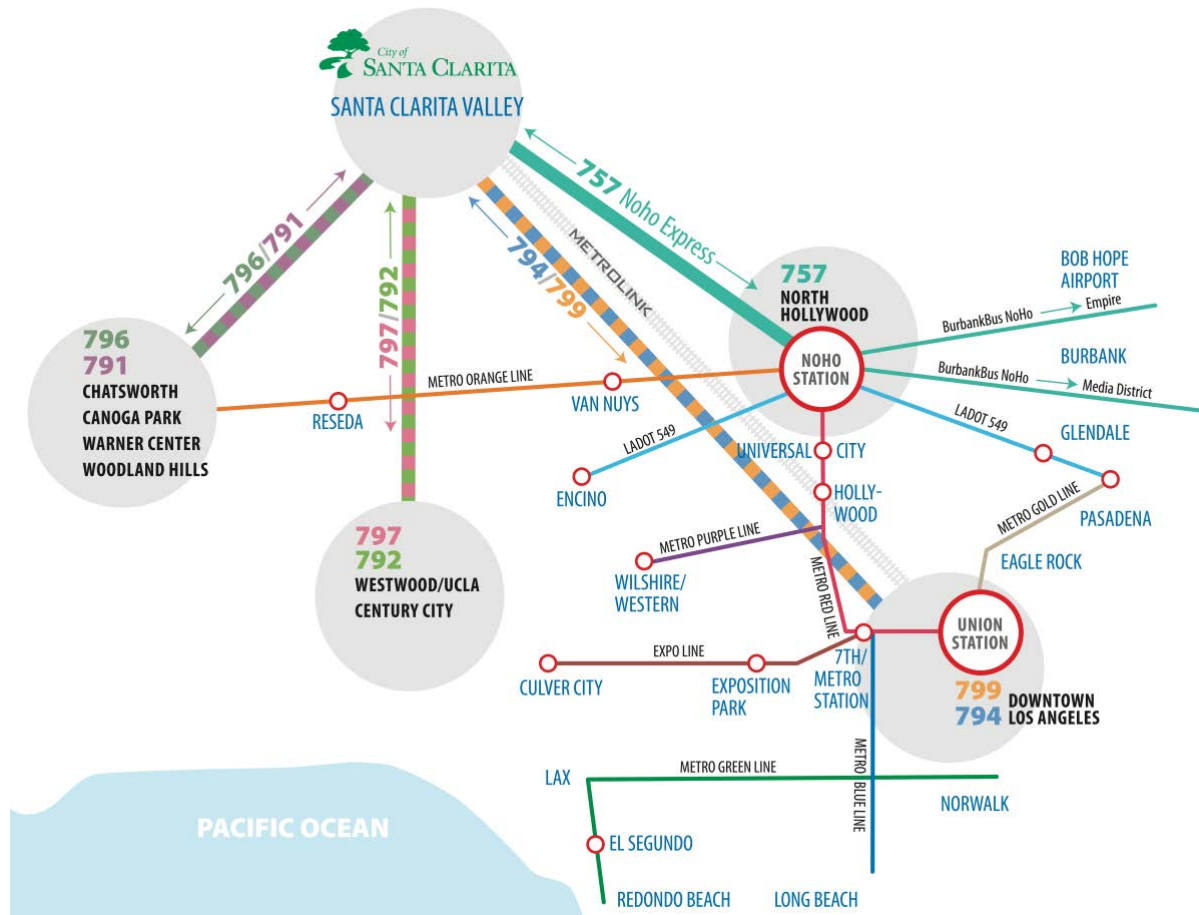 City of
SANTA CLARITA
SANTA CLARITA VALLEY
757 Noho Express
796/791
797/792
794/799
METROLINK
757
NORTH
HOLLYWOOD
NOHO
STATION
BOB HOPE
AIRPORT
BurbankBus NoHo
Empire
BURBANK
BurbankBus NoHo
Media District
796
791
CHATSWORTH
CANOGA PARK
WARNER CENTER
WOODLAND HILLS
METRO ORANGE LINE
RESEDA
VAN NUYS
LADOT 549
ENCINO
LADOT 549
GLENDALE
UNIVERSAL CITY
HOLLY-
WOOD
METRO GOLD LINE
PASADENA
EAGLE ROCK
797
792
WESTWOOD/UCLA
CENTURY CITY
METRO PURPLE LINE
WILSHIRE/
WESTERN
METRO RED LINE
UNION
STATION
EXPO LINE
CULVER CITY
EXPOSITION
PARK
7TH/
METRO
STATION
799
794
DOWNTOWN
LOS ANGELES
METRO BLUE LINE
LAX
METRO GREEN LINE
NORWALK
PACIFIC OCEAN
EL SEGUNDO
REDONDO BEACH
LONG BEACH